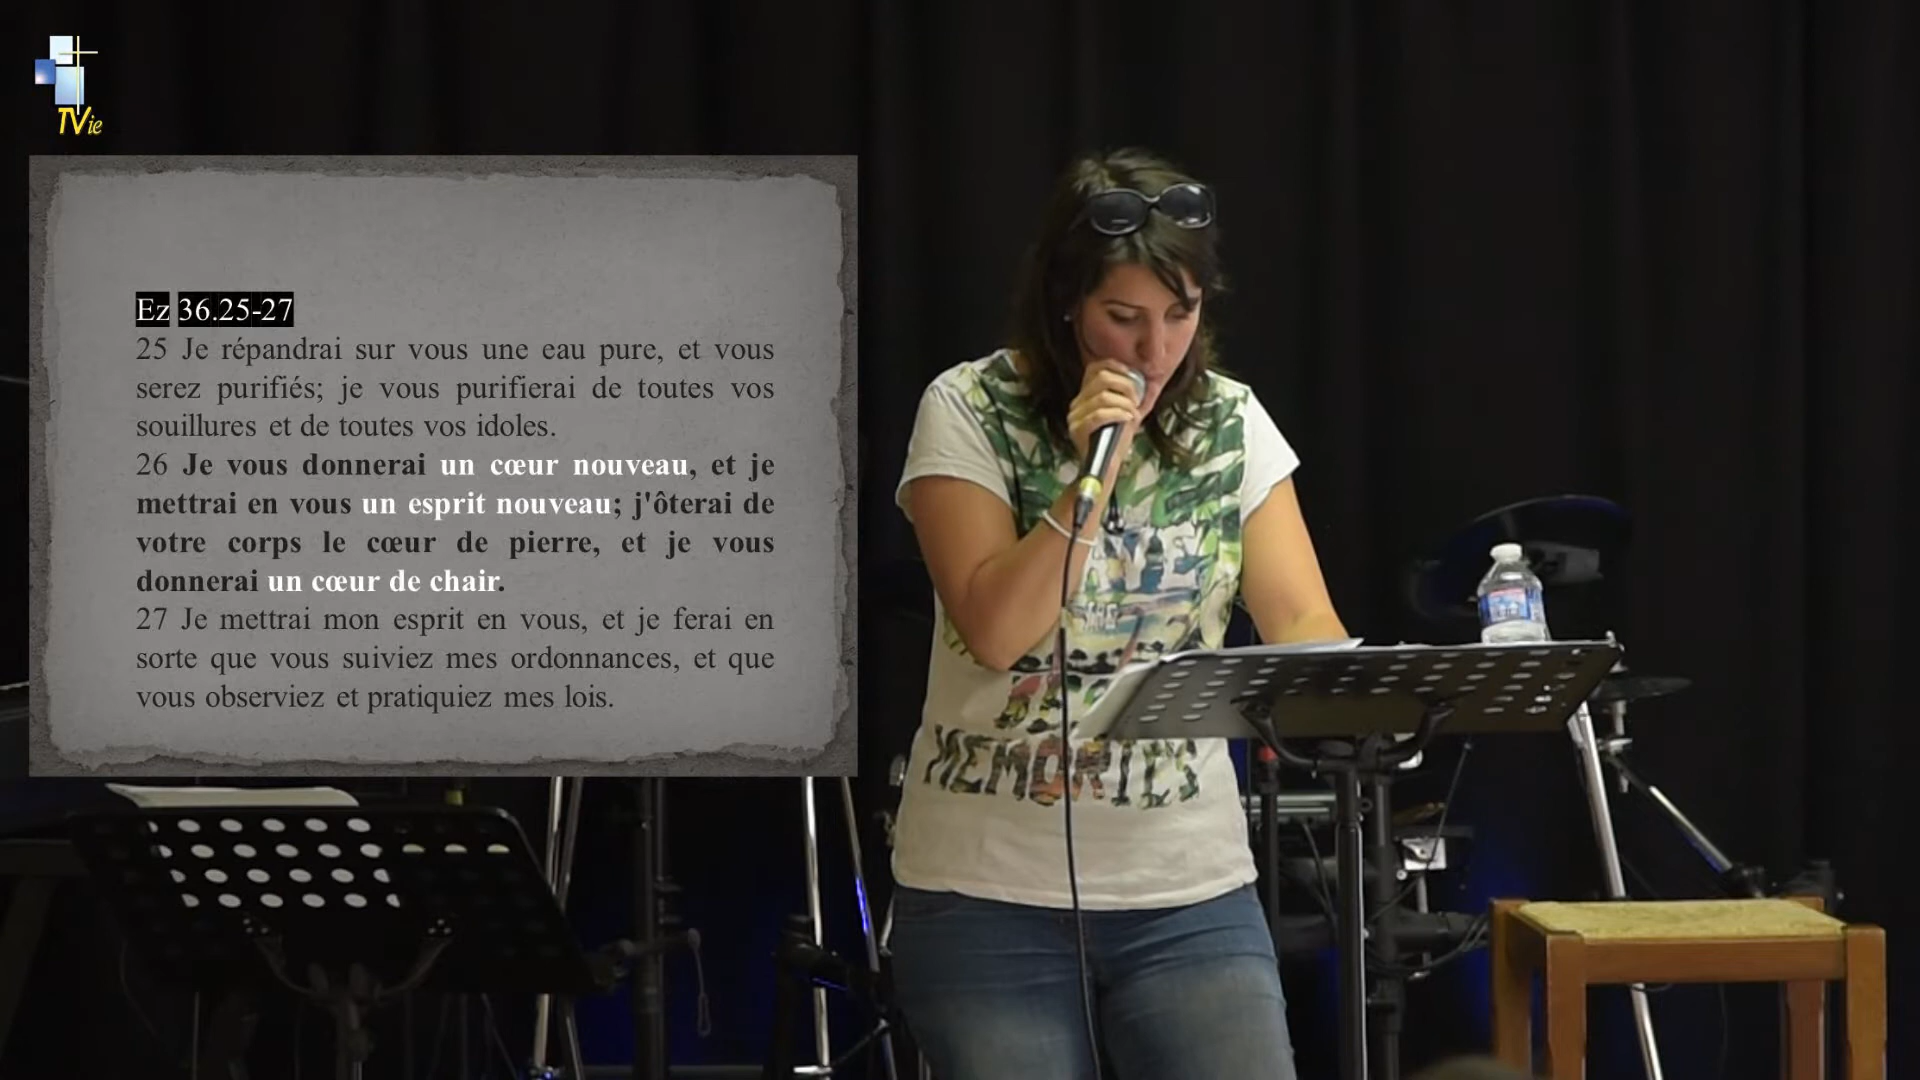 TVie
Ez 36.25-27
25 Je répandrai sur vous une eau pure, et vous
serez purifiés; je vous purifierai de toutes vos
souillures et de toutes vos idoles.
26 Je vous donnerai un cœur nouveau, et je
mettrai en vous un esprit nouveau; j'ôterai de
votre corps le cœur de pierre, et je vous
donnerai un cœur de chair.
27 Je mettrai mon esprit en vous, et je ferai en
sorte que vous suiviez mes ordonnances, et que
vous observiez et pratiquiez mes lois.
MEMORIES